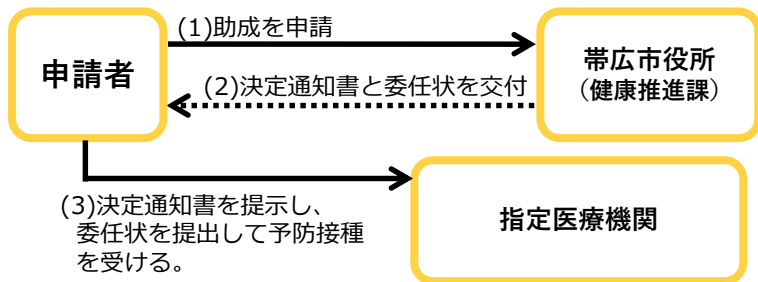 (1)助成を申請
申請者
帯広市役所
（健康推進課）
(2)決定通知書と委任状を交付
(3)決定通知書を提示し、
委任状を提出して予防接種
を受ける。
指定医療機関